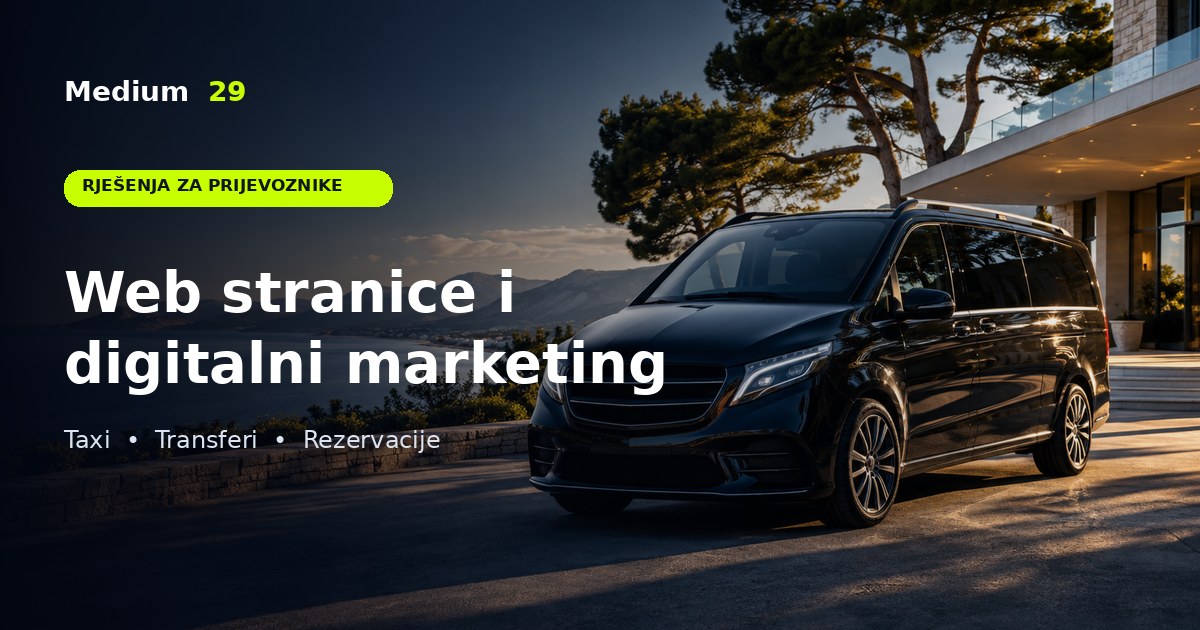 Medium 29
RJEŠENJA ZA PRIJEVOZNIKE
Web stranice i
digitalni marketing
Taxi • Transferi • Rezervacije